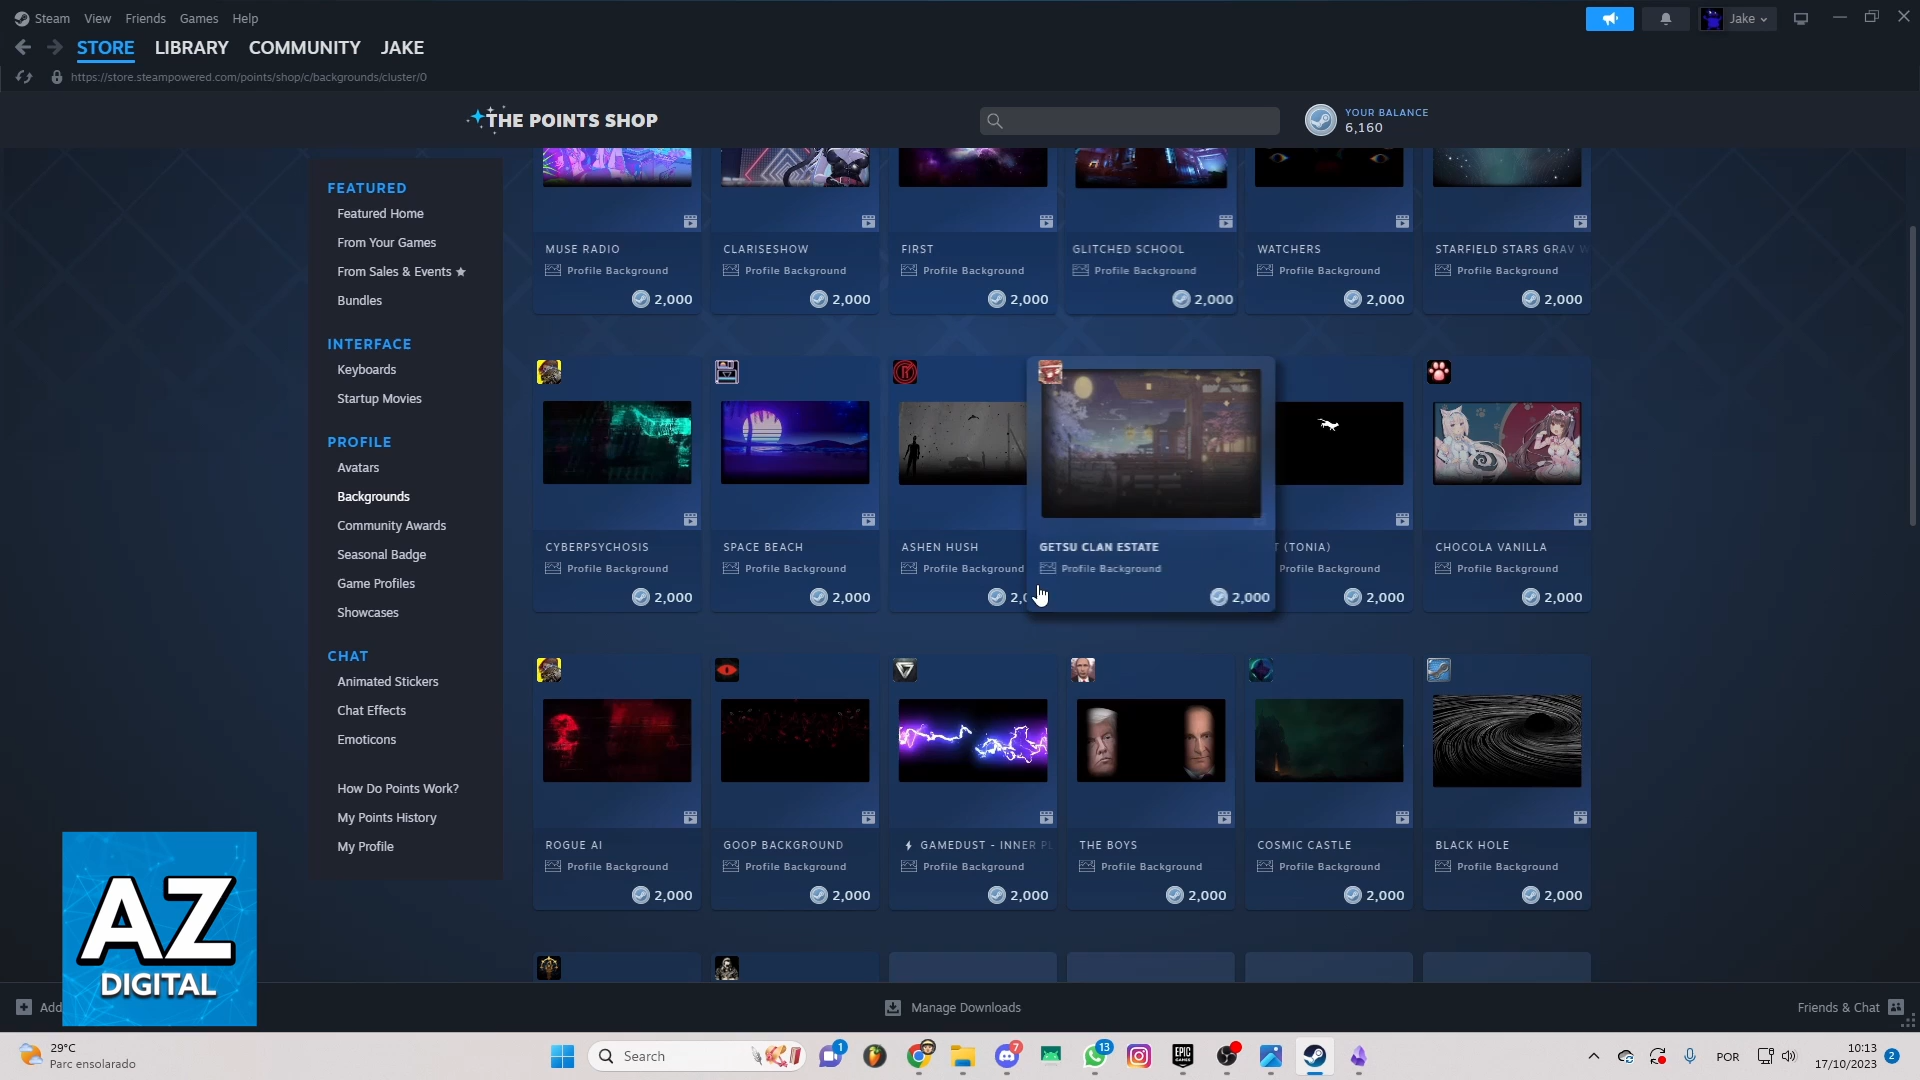 Steam View Friends Games Help
Jake
STORE LIBRARY COMMUNITY JAKE
https://store.steampowered.com/points/shop/c/backgrounds/cluster/0
THE POINTS SHOP
YOUR BALANCE
6,160
FEATURED
Featured Home
From Your Games
From Sales & Events
Bundles
INTERFACE
Keyboards
Startup Movies
PROFILE
Avatars
Backgrounds
Community Awards
Seasonal Badge
Game Profiles
Showcases
CHAT
Animated Stickers
Chat Effects
Emoticons
How Do Points Work?
My Points History
My Profile
MUSE RADIO CLARISESHOW FIRST GLITCHED SCHOOL WATCHERS STARFIELD STARS GRAV
Profile Background Profile Background Profile Background Profile Background Profile Background Profile Background
2,000 2,000 2,000 2,000 2,000 2,000
CYBERPSYCHOSIS SPACE BEACH ASHEN HUSH GETSU CLAN ESTATE T (TONIA) CHOCOLA VANILLA
Profile Background Profile Background Profile Background Profile Background Profile Background Profile Background
2,000 2,000 2,0 2,000 2,000 2,000
ROGUE AI GOOP BACKGROUND GAMEDUST - INNER P THE BOYS COSMIC CASTLE BLACK HOLE
Profile Background Profile Background Profile Background Profile Background Profile Background Profile Background
2,000 2,000 2,000 2,000 2,000 2,000
AZ
DIGITAL
Add
Manage Downloads
Friends & Chat
29°C
Parc ensolarado
Search
1
7
13
EPIC
POR
10:13
17/10/2023
2